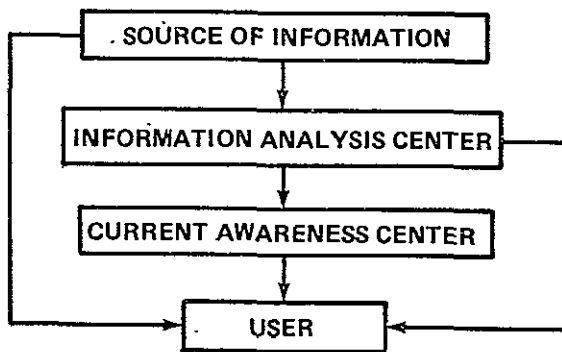 SOURCE OF INFORMATION
INFORMATION ANALYSIS CENTER
CURRENT AWARENESS CENTER
USER